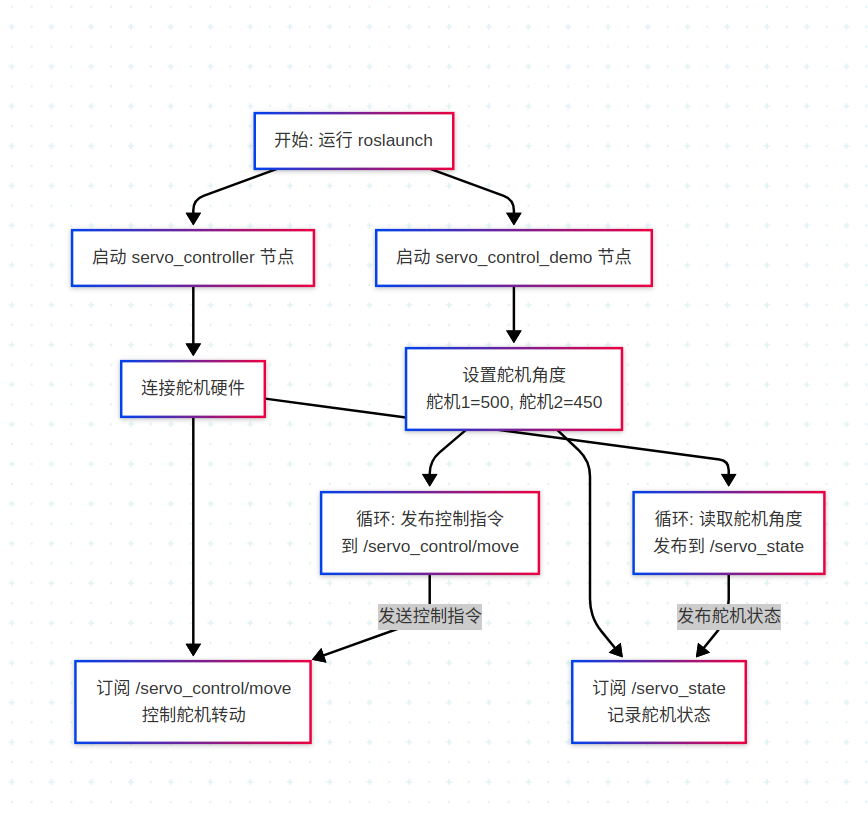 开始: 运行 roslaunch
启动 servo_controller 节点
启动 servo_control_demo 节点
连接舵机硬件
设置舵机角度
舵机1=500, 舵机2=450
循环: 发布控制指令
到 /servo_control/move
循环: 读取舵机角度
发布到 /servo_state
发送控制指令
发布舵机状态
订阅 /servo_control/move
控制舵机转动
订阅 /servo_state
记录舵机状态